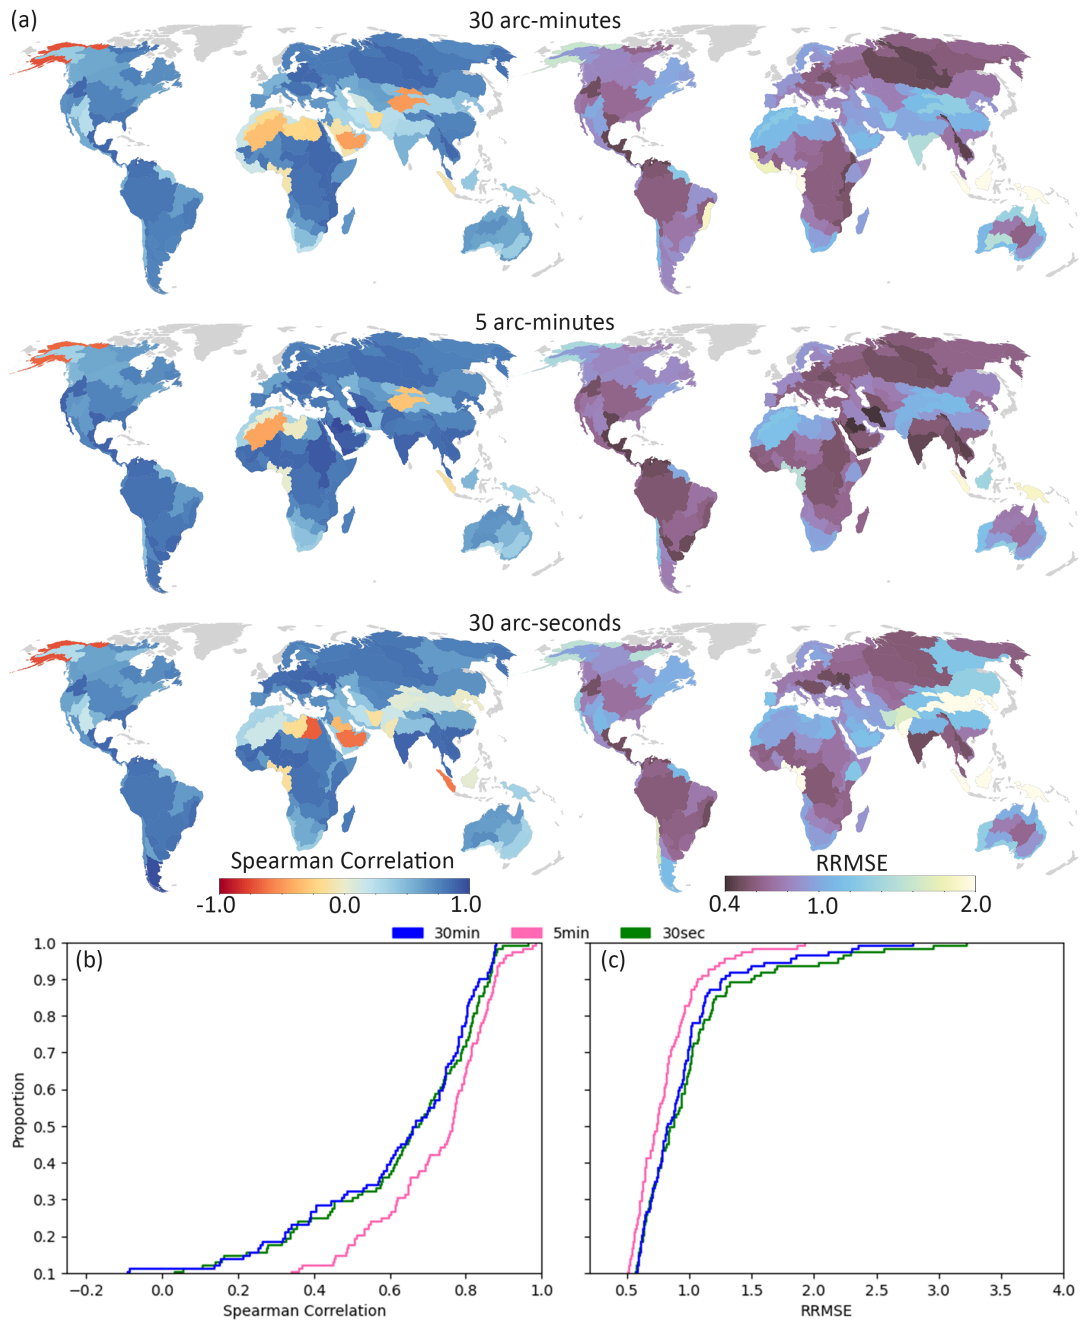 (a)
30 arc-minutes
5 arc-minutes
30 arc-seconds
Spearman Correlation
-1.0 0.0 1.0
RRMSE
0.4 1.0 2.0
30min 5min 30sec
(b)
1.0
0.9
0.8
0.7
0.6
0.5
0.4
0.3
0.2
0.1
Proportion
−0.2 0.0 0.2 0.4 0.6 0.8 1.0
Spearman Correlation
(c)
0.5 1.0 1.5 2.0 2.5 3.0 3.5 4.0
RRMSE